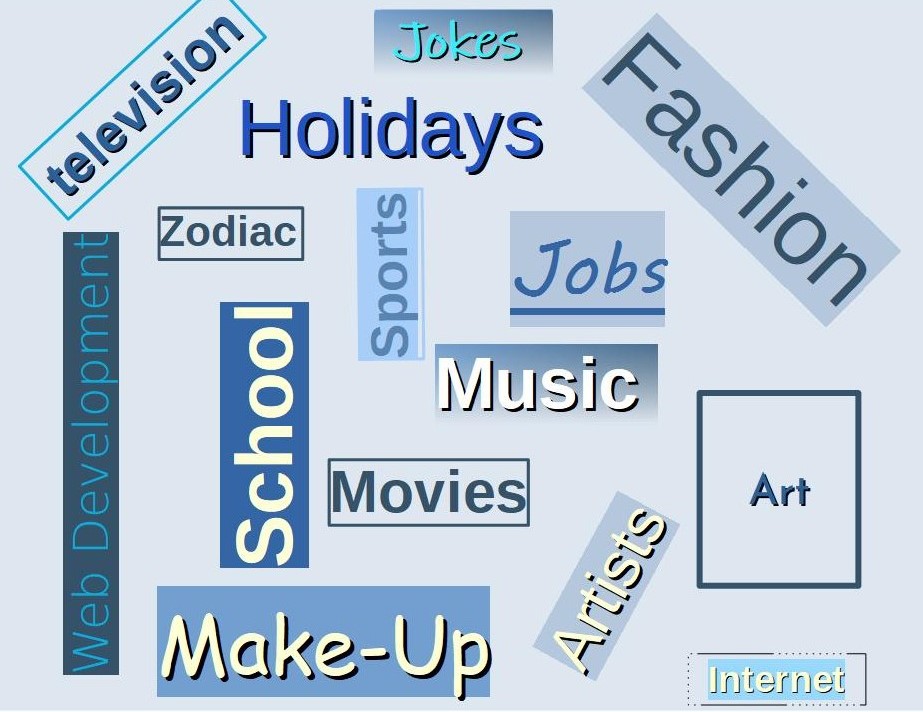 television
Jokes
Fashion
Holidays
Zodiac
Sports
Jobs
Web Development
School
Music
Movies
Art
Artists
Make-Up
Internet